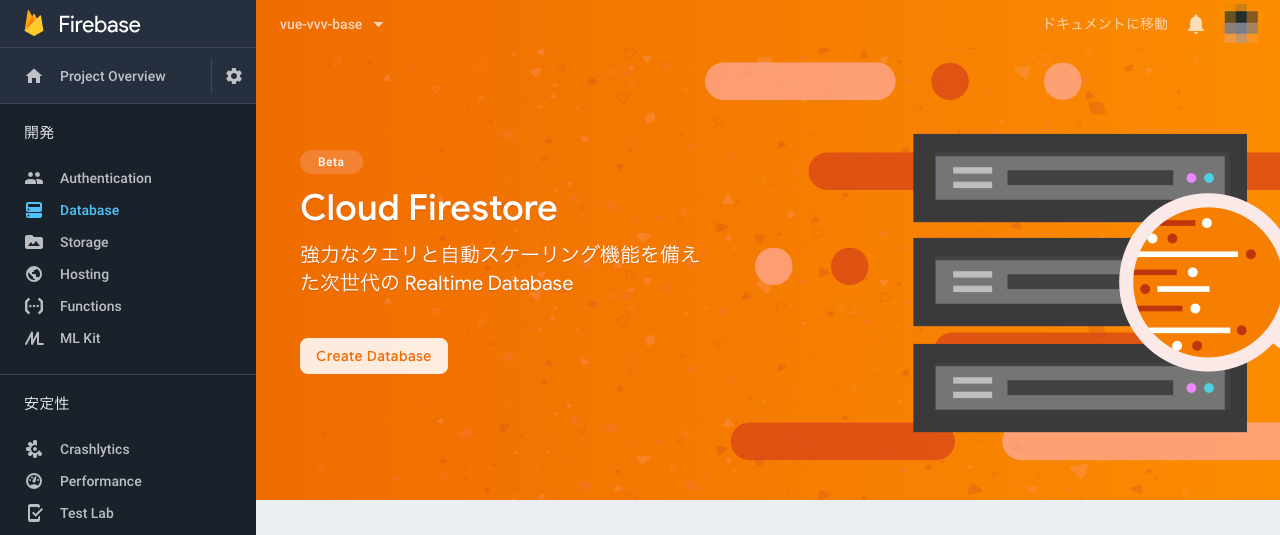 Firebase
Project Overview
開発
Authentication
Database
Storage
Hosting
Functions
ML Kit
安定性
Crashlytics
Performance
Test Lab
vue-vvv-base
ドキュメントに移動
Beta
Cloud Firestore
強力なクエリと自動スケーリング機能を備え
た次世代の Realtime Database
Create Database